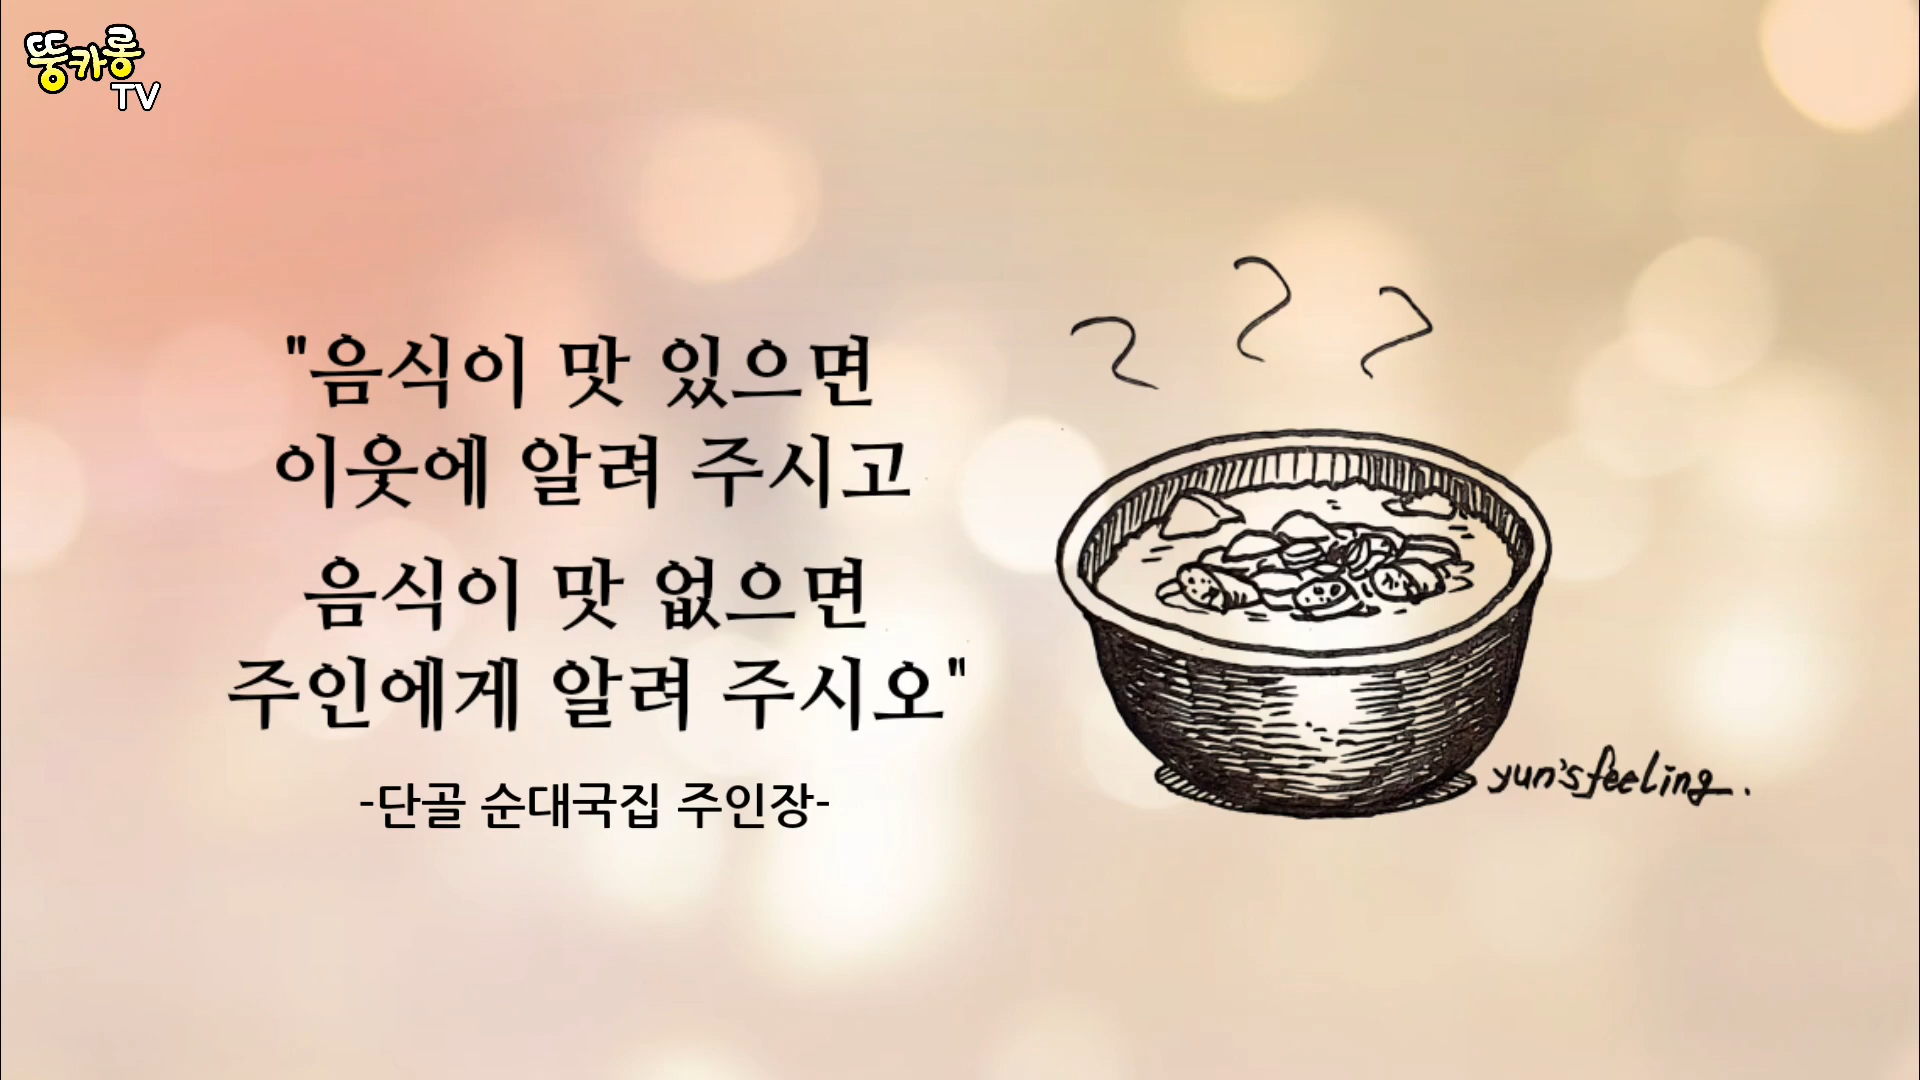 뚱카롱
TV
"음식이 맛 있으면
이웃에 알려 주시고
음식이 맛 없으면
주인에게 알려 주시오"
-단골 순대국집 주인장-
yun's feeling.